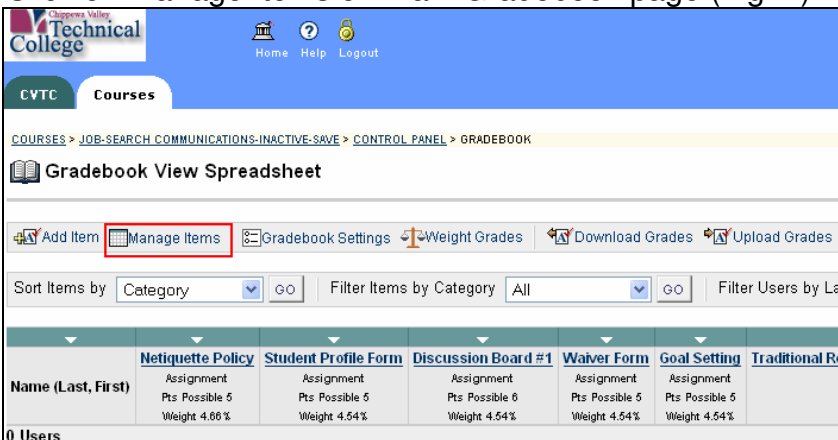 Chippewa Valley
Technical
College
Home Help Logout
CVTC Courses
COURSES > JOB-SEARCH COMMUNICATIONS-INACTIVE-SAVE > CONTROL PANEL > GRADEBOOK
Gradebook View Spreadsheet
Add Item Manage Items Gradebook Settings Weight Grades Download Grades Upload Grades
Sort Items by Category GO Filter Items by Category All GO Filter Users by La
Netiquette Policy Student Profile Form Discussion Board #1 Waiver Form Goal Setting Traditional R
Name (Last, First) Assignment Assignment Assignment Assignment Assignment
Pts Possible 5 Pts Possible 5 Pts Possible 6 Pts Possible 5 Pts Possible 5
Weight 4.66% Weight 4.54% Weight 4.54% Weight 4.54% Weight 4.54%
0 Users